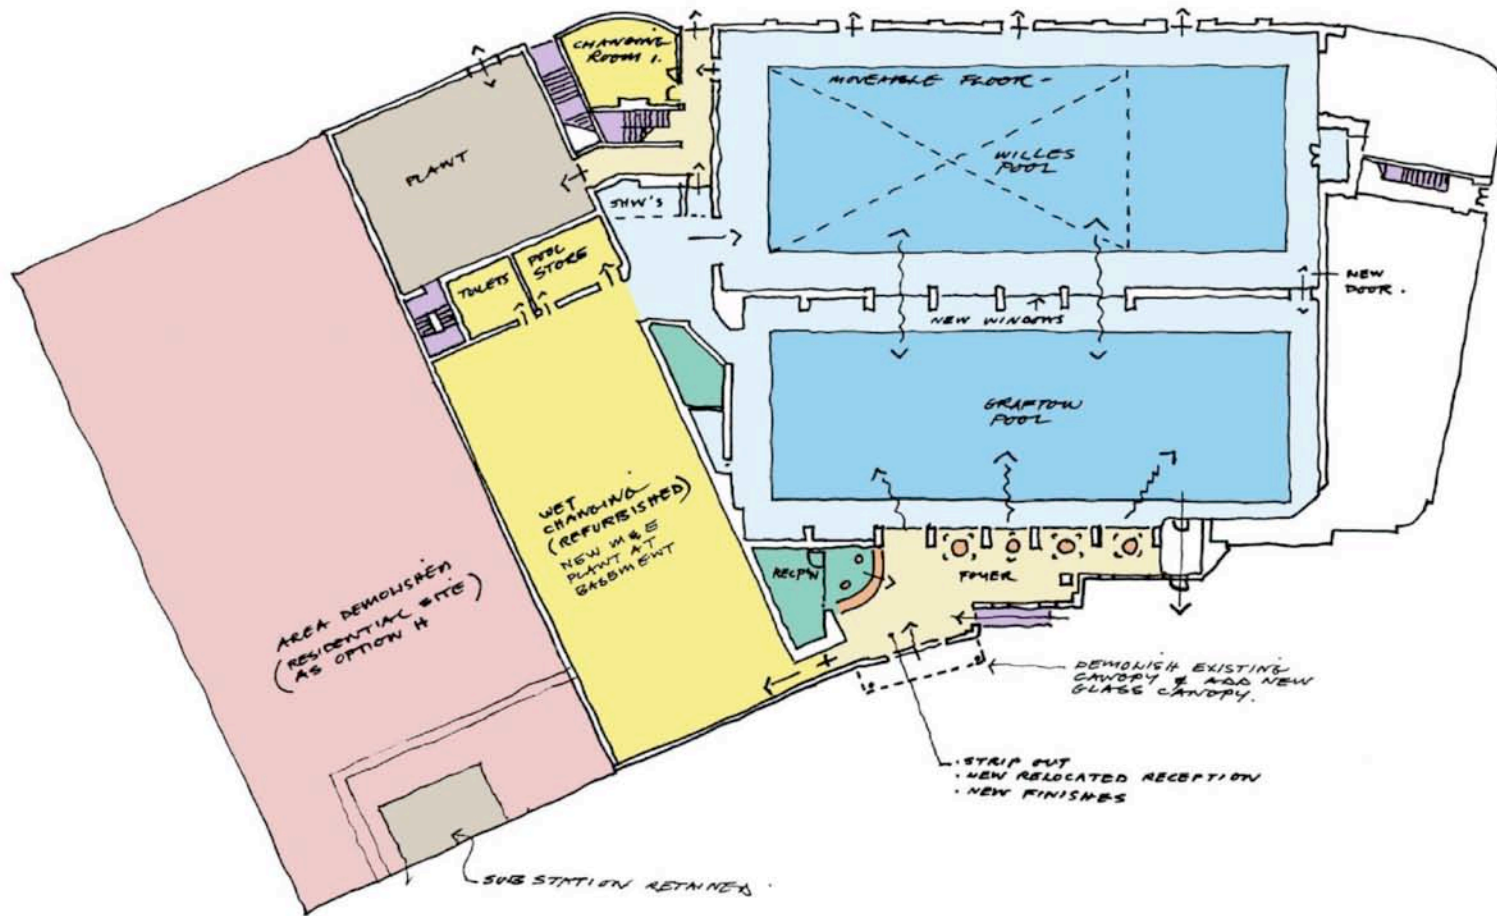 CHANGING
ROOM 1.
MOVEABLE FLOOR -
PLANT
WILLES
POOL
SHW'S
POOL
STORE
TOILETS
NEW
DOOR.
NEW WINDOWS
GRAFTON
POOL
WET
CHANGING
(REFURBISHED)
NEW M&E
PLANT AT
BASEMENT
RECP'N
FOYER
AREA DEMOLISHED
(RESIDENTIAL SITE)
AS OPTION H
DEMOLISH EXISTING
CANOPY & ADD NEW
GLASS CANOPY.
· STRIP OUT
· NEW RELOCATED RECEPTION
· NEW FINISHES
SUB STATION RETAINED.